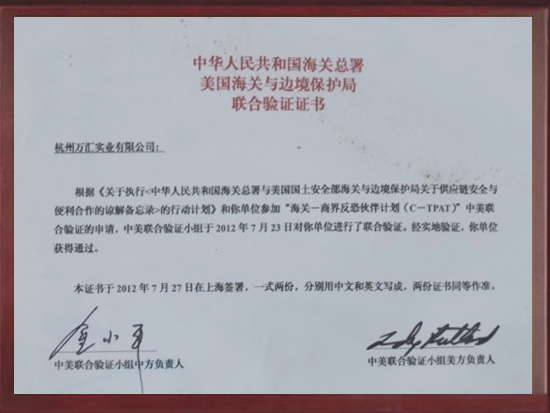 中华人民共和国海关总署
美国海关与边境保护局
联合验证证书
杭州万汇实业有限公司：
根据《关于执行<中华人民共和国海关总署与美国国土安全部海关与边境保护局关于供应链安全与
便利合作的谅解备忘录>的行动计划》和你单位参加“海关－商界反恐伙伴计划（C－TPAT）”中美联
合验证的申请，中美联合验证小组于2012年7月23日对你单位进行了联合验证。经实地验证，你单位
获得通过。
本证书于2012年7月27日在上海签署，一式两份，分别用中文和英文写成，两份证书同等作准。
中美联合验证小组中方负责人
中美联合验证小组美方负责人